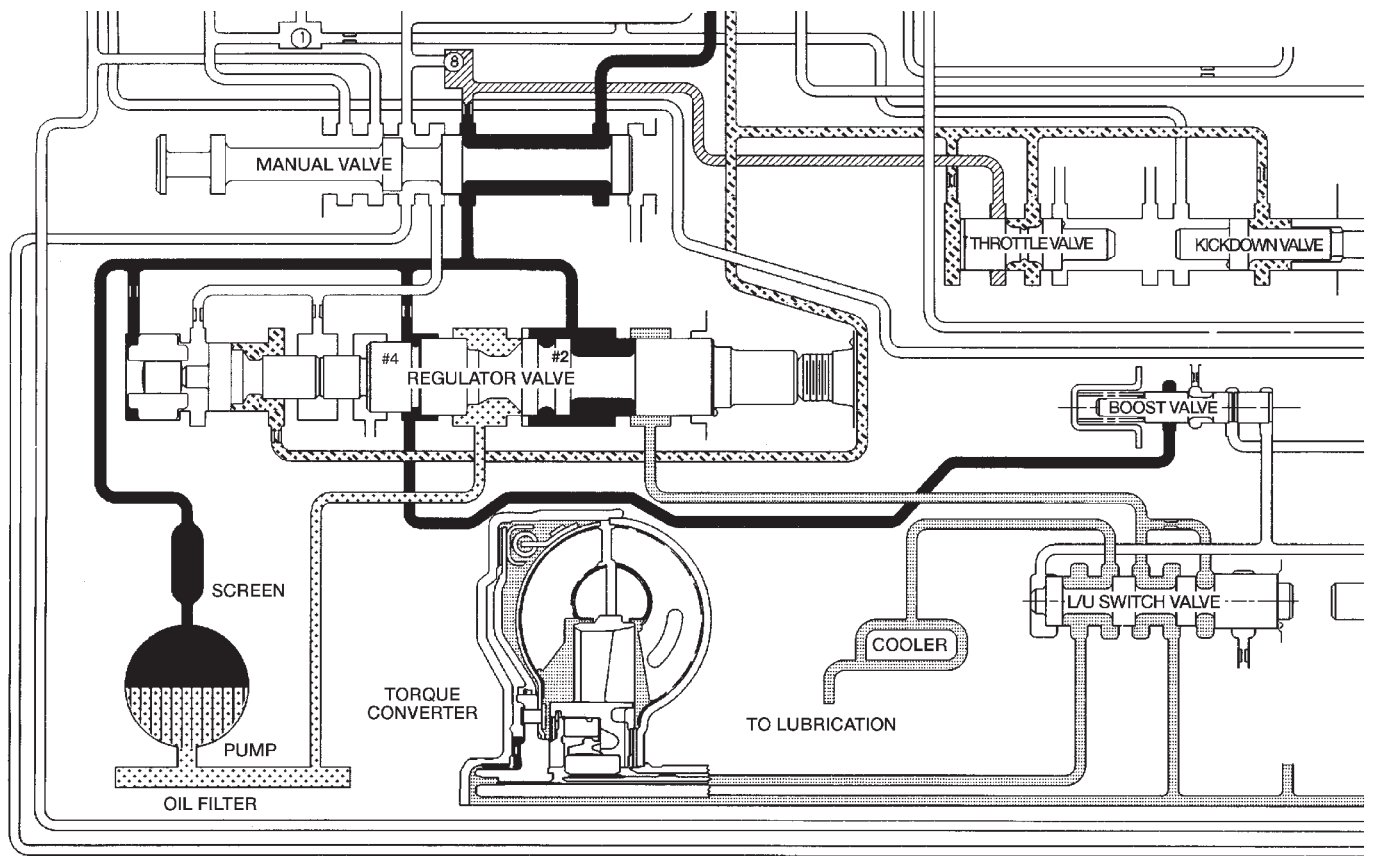 1
8
MANUAL VALVE
THROTTLE VALVE
KICKDOWN VALVE
#4
#2
REGULATOR VALVE
BOOST VALVE
SCREEN
L/U SWITCH VALVE
COOLER
TORQUE
CONVERTER
TO LUBRICATION
PUMP
OIL FILTER